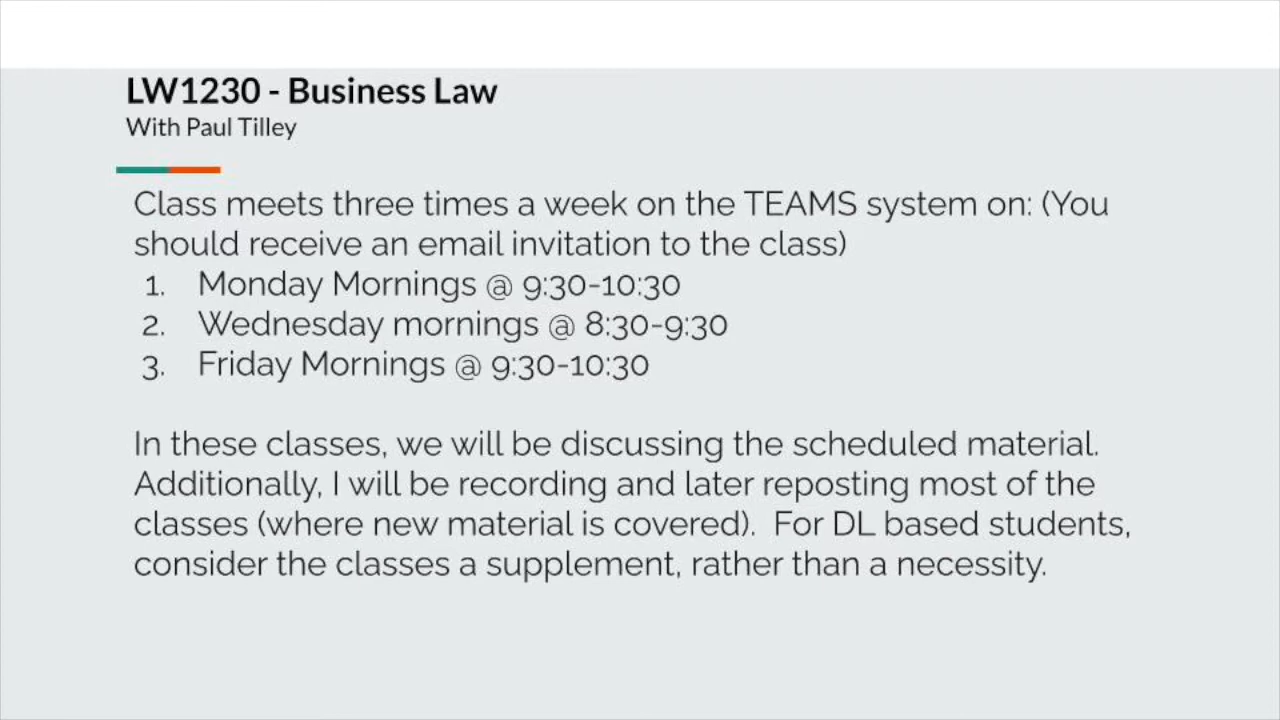 LW1230 - Business Law
With Paul Tilley
Class meets three times a week on the TEAMS system on: (You
should receive an email invitation to the class)
1. Monday Mornings @ 9:30-10:30
2. Wednesday mornings @ 8:30-9:30
3. Friday Mornings @ 9:30-10:30
In these classes, we will be discussing the scheduled material.
Additionally, I will be recording and later reposting most of the
classes (where new material is covered). For DL based students,
consider the classes a supplement, rather than a necessity.